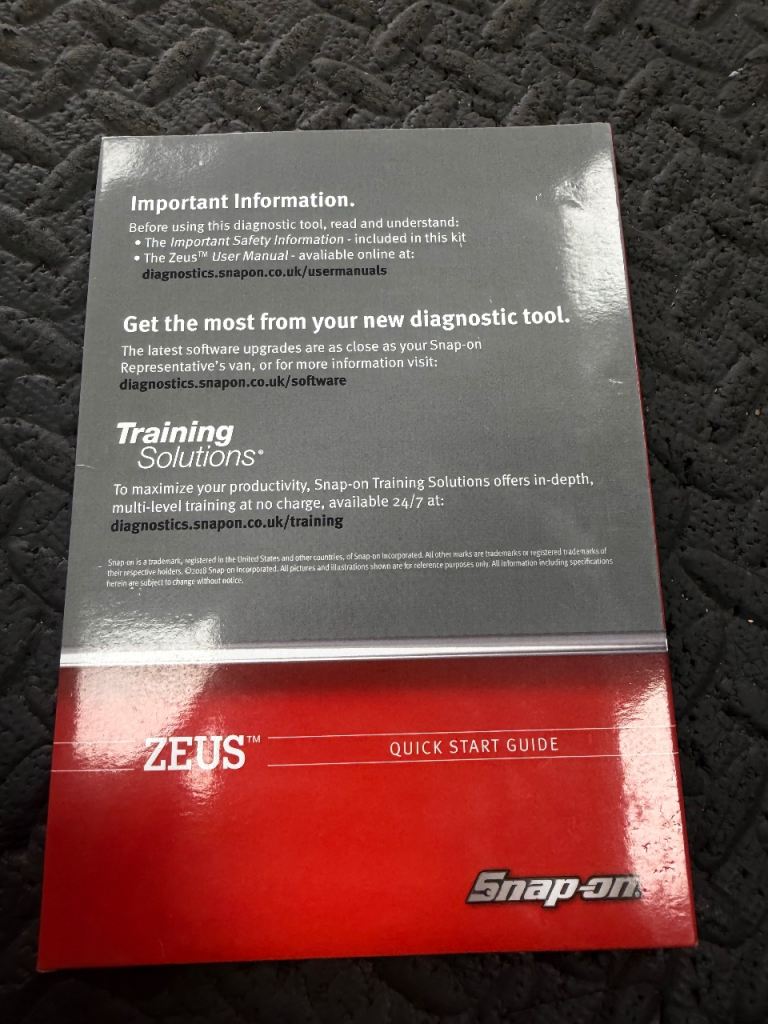 Important Information.
Before using this diagnostic tool, read and understand:
• The Important Safety Information - included in this kit
• The Zeus™ User Manual - avaliable online at:
diagnostics.snapon.co.uk/usermanuals
Get the most from your new diagnostic tool.
The latest software upgrades are as close as your Snap-on
Representative's van, or for more information visit:
diagnostics.snapon.co.uk/software
Training
Solutions®
To maximize your productivity, Snap-on Training Solutions offers in-depth,
multi-level training at no charge, available 24/7 at:
diagnostics.snapon.co.uk/training
Snap-on is a trademark, registered in the United States and other countries, of Snap-on Incorporated. All other marks are trademarks or registered trademarks of
their respective holders. ©2018 Snap-on Incorporated. All pictures and illustrations shown are for reference purposes only. All information including specifications
herein are subject to change without notice.
ZEUS™ QUICK START GUIDE
Snap-on®